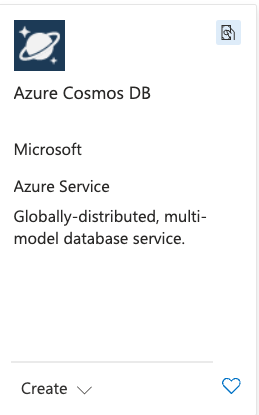 Azure Cosmos DB
Microsoft
Azure Service
Globally-distributed, multi-
model database service.
Create